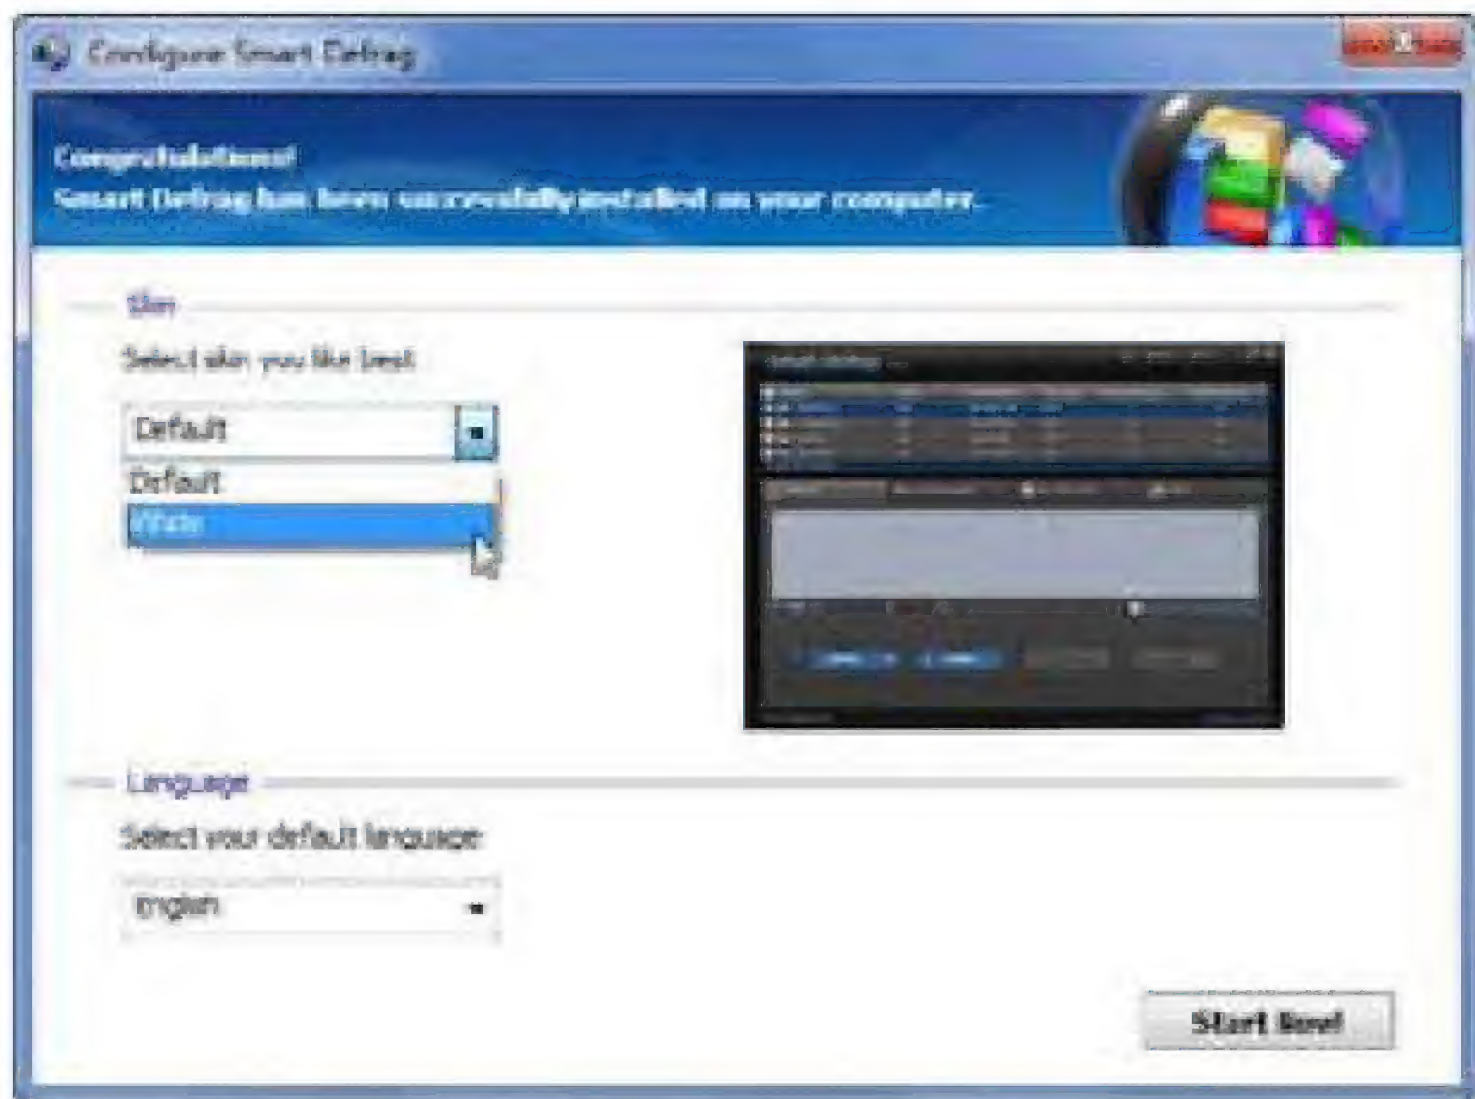 Configure Smart Defrag
Congratulations!
Smart Defrag has been successfully installed on your computer.
Skin
Select skin you like best
Default
Default
White
Language
Select your default language
English
Start Now!